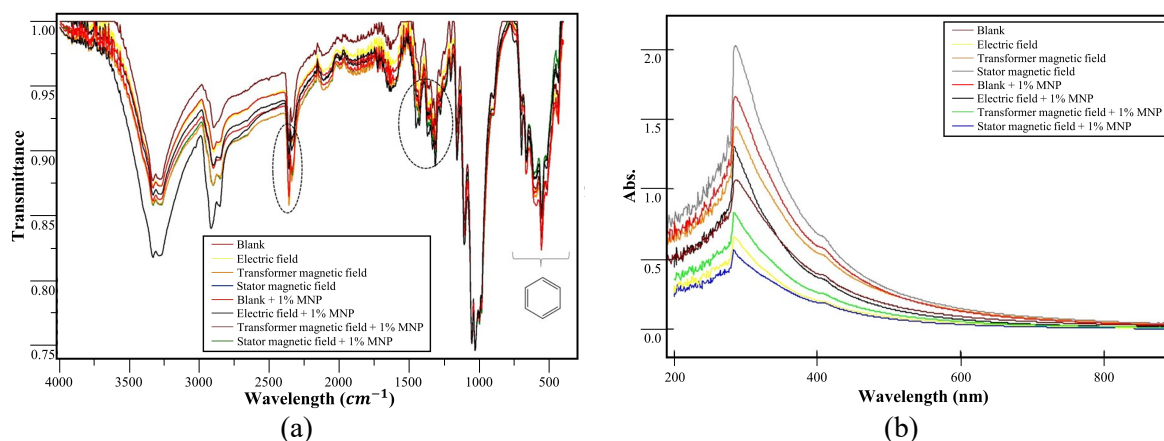 1.00
0.95
0.90
0.85
0.80
0.75
Transmittance
Blank
Electric field
Transformer magnetic field
Stator magnetic field
Blank + 1% MNP
Electric field + 1% MNP
Transformer magnetic field + 1% MNP
Stator magnetic field + 1% MNP
4000 3500 3000 2500 2000 1500 1000 500
Wavelength (cm⁻¹)
(a)
2.0
1.5
1.0
0.5
0.0
Abs.
Blank
Electric field
Transformer magnetic field
Stator magnetic field
Blank + 1% MNP
Electric field + 1% MNP
Transformer magnetic field + 1% MNP
Stator magnetic field + 1% MNP
200 400 600 800
Wavelength (nm)
(b)